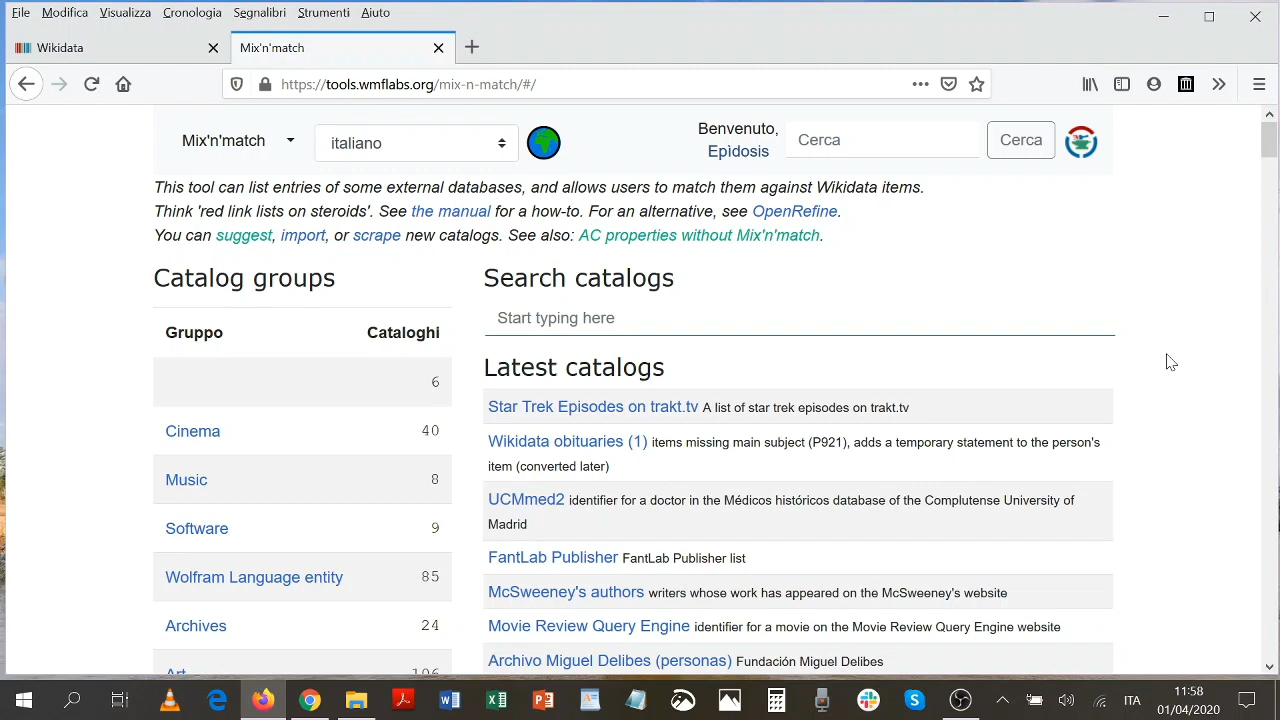 File Modifica Visualizza Cronologia Segnalibri Strumenti Aiuto
Wikidata
Mix'n'match
https://tools.wmflabs.org/mix-n-match/#/
Mix'n'match
italiano
Benvenuto,
Epìdosis
Cerca
Cerca
This tool can list entries of some external databases, and allows users to match them against Wikidata items.
Think 'red link lists on steroids'. See the manual for a how-to. For an alternative, see OpenRefine.
You can suggest, import, or scrape new catalogs. See also: AC properties without Mix'n'match.
Catalog groups
Gruppo Cataloghi
6
Cinema 40
Music 8
Software 9
Wolfram Language entity 85
Archives 24
Art 106
Search catalogs
Start typing here
Latest catalogs
Star Trek Episodes on trakt.tv A list of star trek episodes on trakt.tv
Wikidata obituaries (1) items missing main subject (P921), adds a temporary statement to the person's
item (converted later)
UCMmed2 identifier for a doctor in the Médicos históricos database of the Complutense University of
Madrid
FantLab Publisher FantLab Publisher list
McSweeney's authors writers whose work has appeared on the McSweeney's website
Movie Review Query Engine identifier for a movie on the Movie Review Query Engine website
Archivo Miguel Delibes (personas) Fundación Miguel Delibes
ITA
11:58
01/04/2020